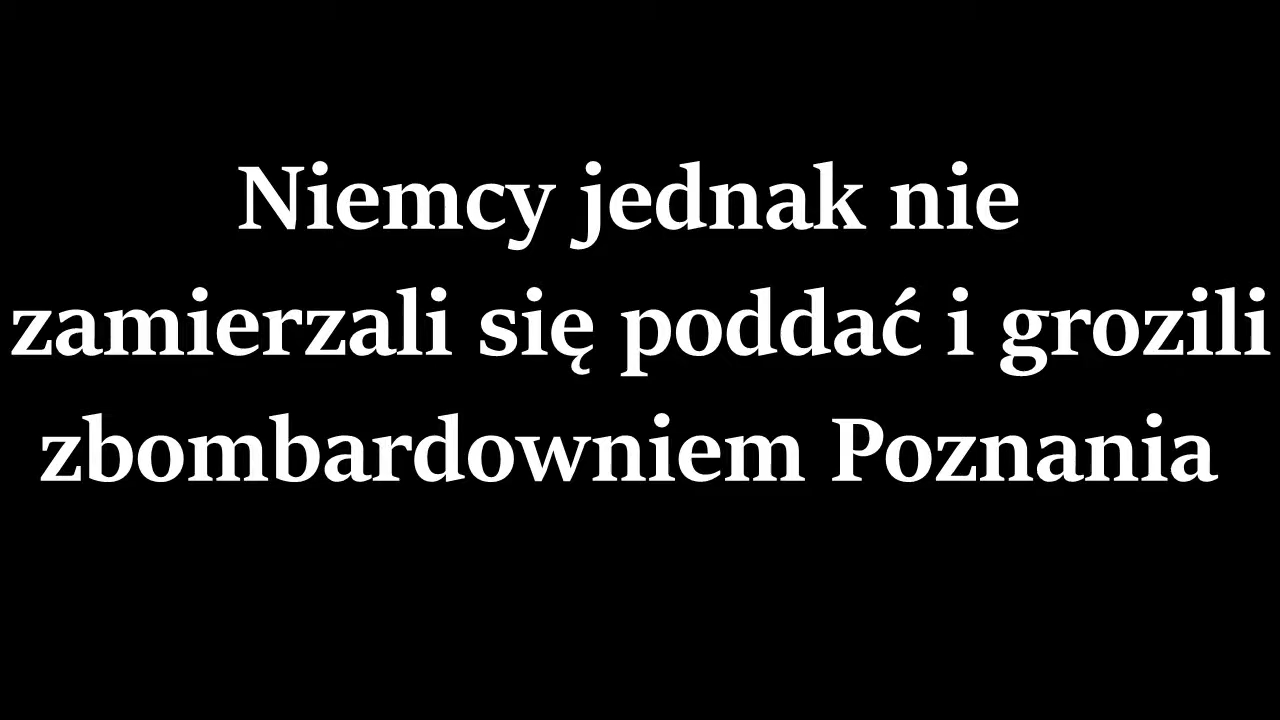 Niemcy jednak nie
zamierzali się poddać i grozili
zbombardowniem Poznania